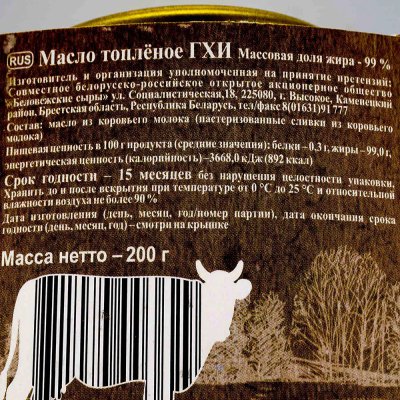 RUS Масло топлёное ГХИ Массовая доля жира - 99 %
Изготовитель и организация уполномоченная на принятие претензий:
Совместное белорусско-российское открытое акционерное общество
«Беловежские сыры» ул. Социалистическая,18, 225080, г. Высокое, Каменецкий
район, Брестская область, Республика Беларусь, тел/факс8(01631)91 777
Состав: масло из коровьего молока (пастеризованные сливки из коровьего
молока)
Пищевая ценность в 100 г продукта (средние значения): белки – 0,3 г, жиры – 99,0 г,
энергетическая ценность (калорийность) –3668,0 кДж (892 ккал)
Срок годности – 15 месяцев без нарушения целостности упаковки.
Хранить до и после вскрытия при температуре от 0 °С до 25 °С и относительной
влажности воздуха не более 90 %
Дата изготовления (день, месяц, год/номер партии), дата окончания срока
годности (день, месяц, год) – смотри на крышке
Масса нетто – 200 г